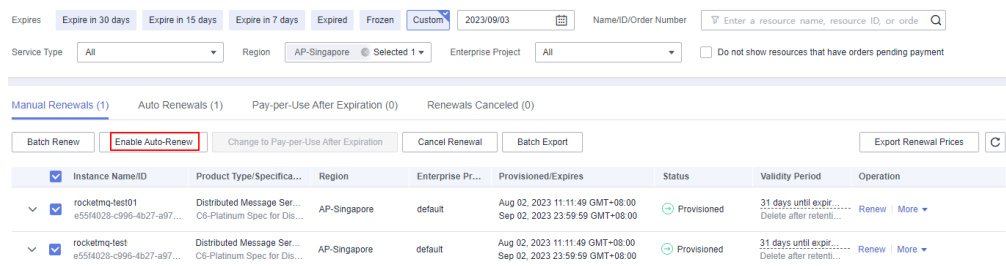 Expires Expire in 30 days Expire in 15 days Expire in 7 days Expired Frozen Custom 2023/09/03 Name/ID/Order Number Enter a resource name, resource ID, or orde
Service Type All Region AP-Singapore Selected 1 Enterprise Project All Do not show resources that have orders pending payment
Manual Renewals (1) Auto Renewals (1) Pay-per-Use After Expiration (0) Renewals Canceled (0)
Batch Renew Enable Auto-Renew Change to Pay-per-Use After Expiration Cancel Renewal Batch Export Export Renewal Prices
Instance Name/ID Product Type/Specifica... Region Enterprise Pr... Provisioned/Expires Status Validity Period Operation
rocketmq-test01 Distributed Message Ser... AP-Singapore default Aug 02, 2023 11:11:49 GMT+08:00 Provisioned 31 days until expir... Renew More
e55f4028-c996-4b27-a97... C6-Platinum Spec for Dis... Sep 02, 2023 23:59:59 GMT+08:00 Delete after retenti...
rocketmq-test Distributed Message Ser... AP-Singapore default Aug 02, 2023 11:11:49 GMT+08:00 Provisioned 31 days until expir... Renew More
e55f4028-c996-4b27-a97... C6-Platinum Spec for Dis... Sep 02, 2023 23:59:59 GMT+08:00 Delete after retenti...